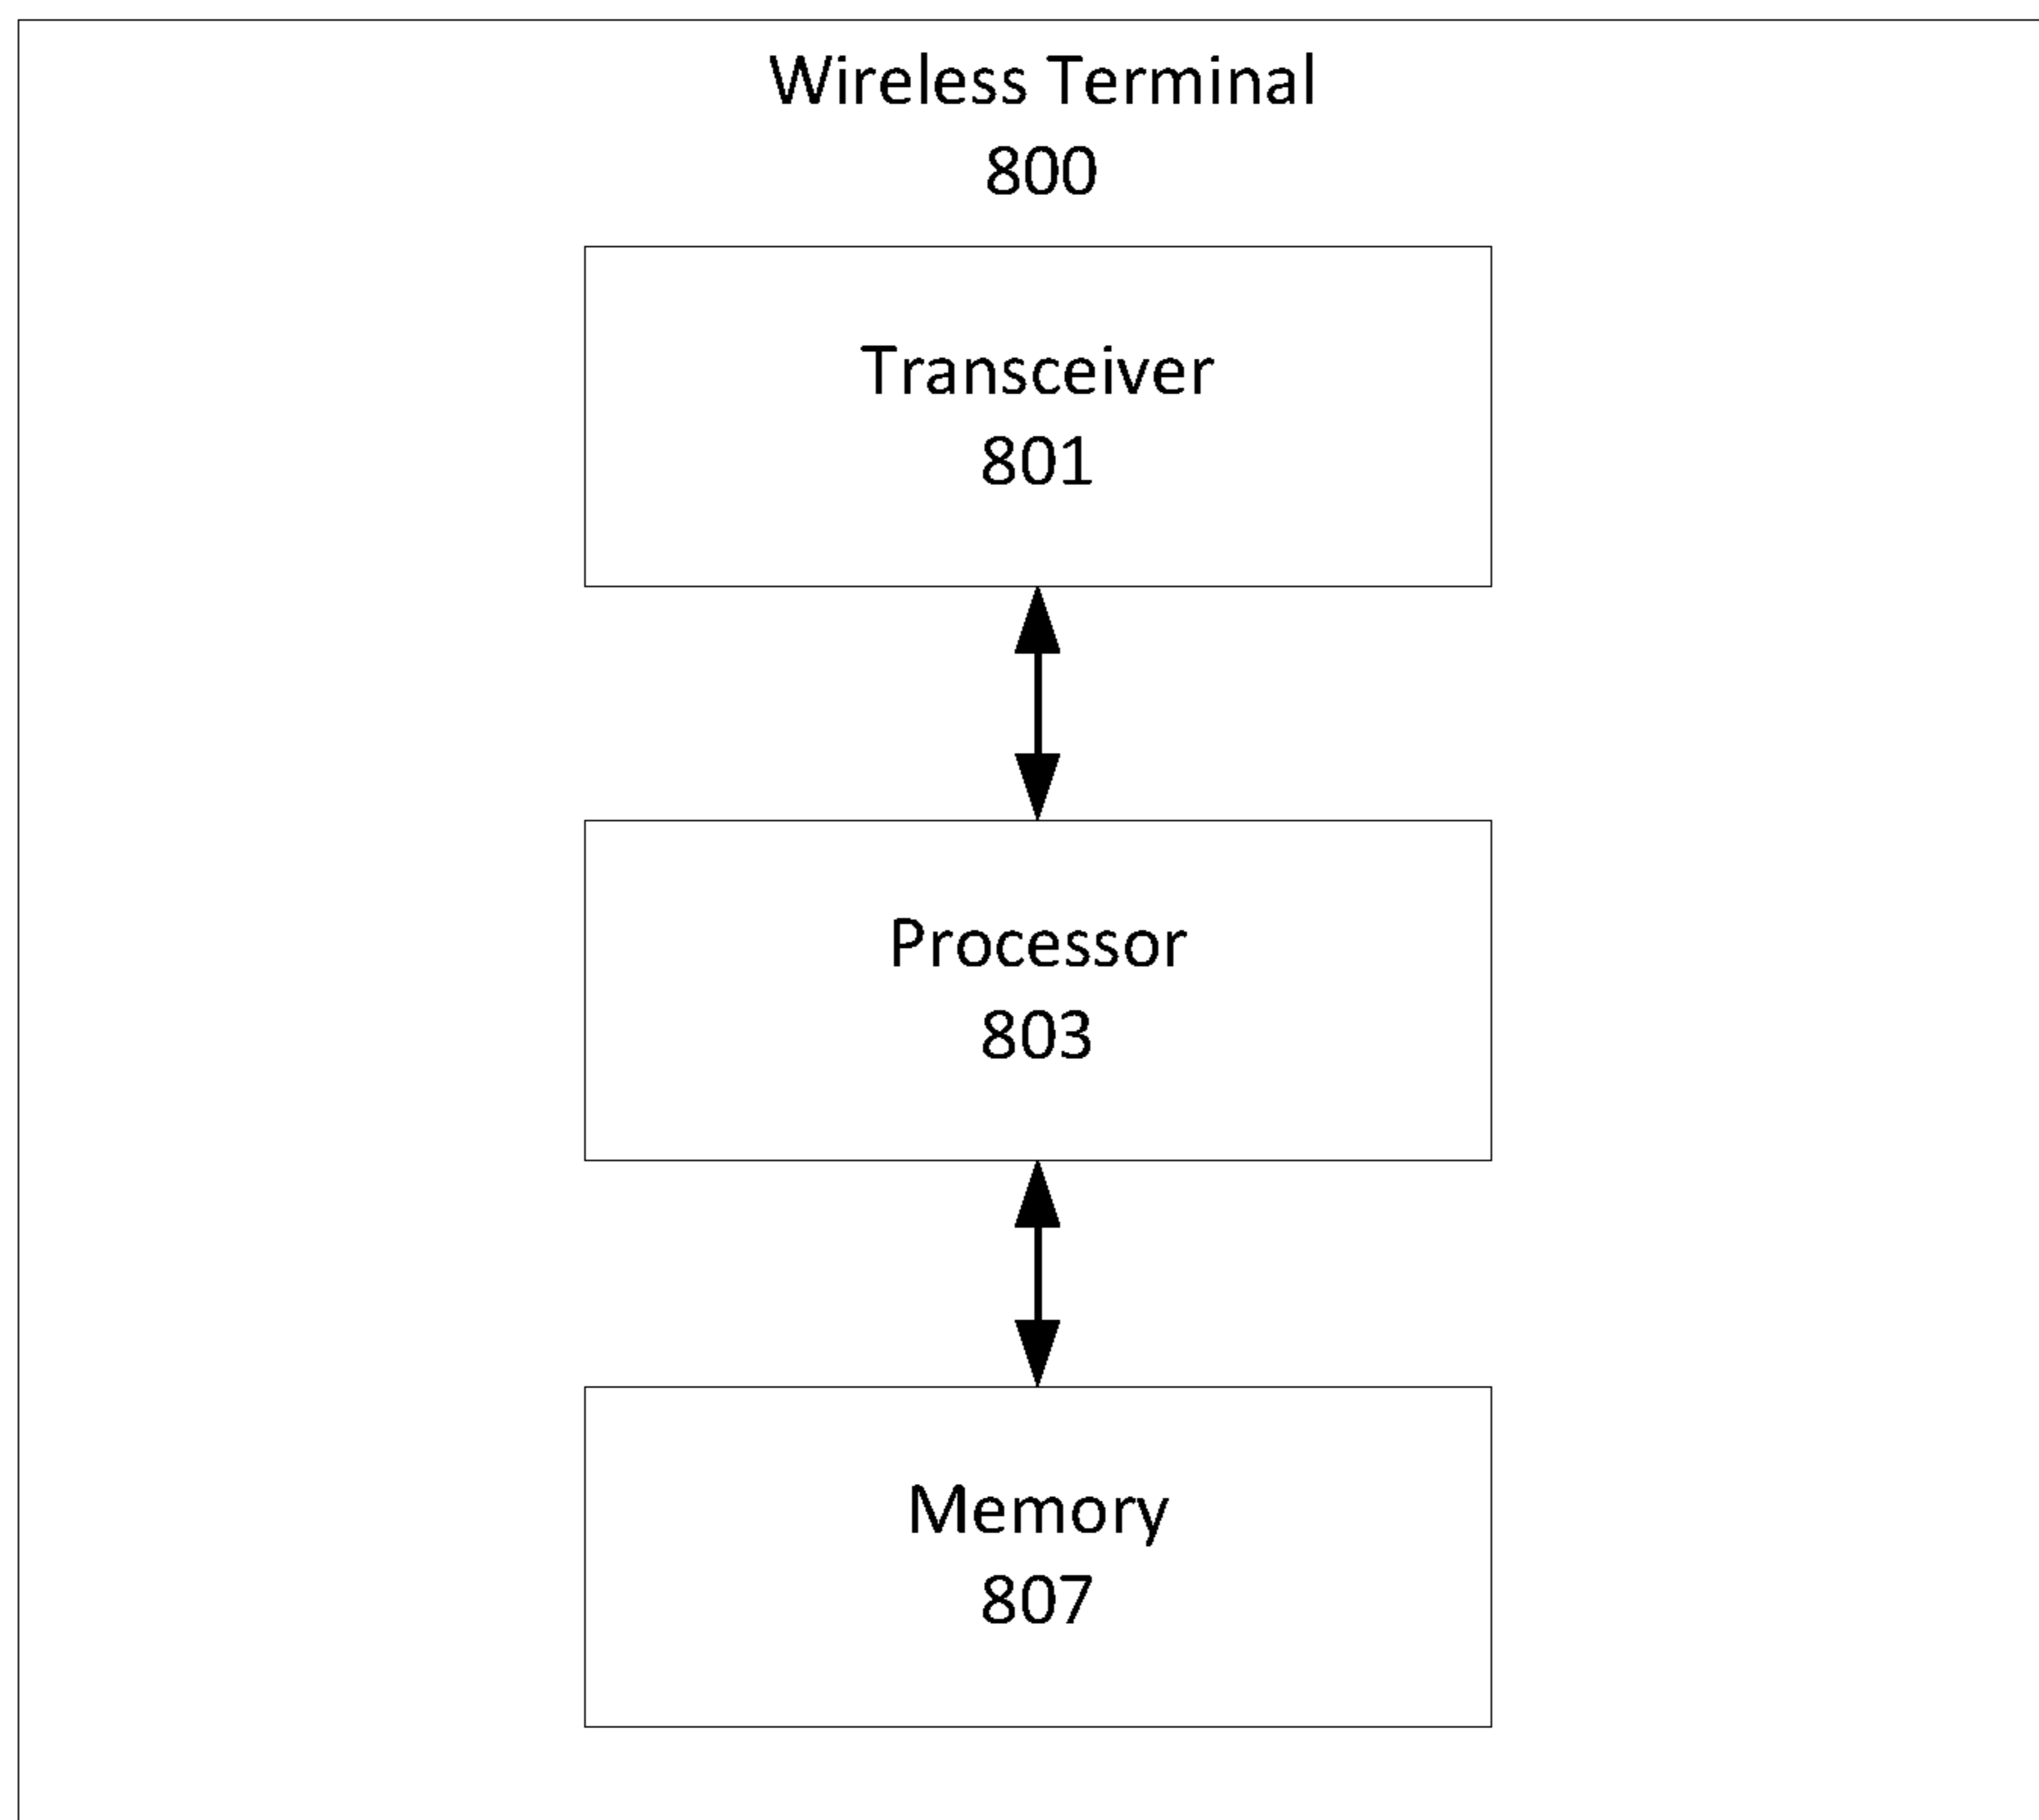 Wireless Terminal
800
Transceiver
801
Processor
803
Memory
807